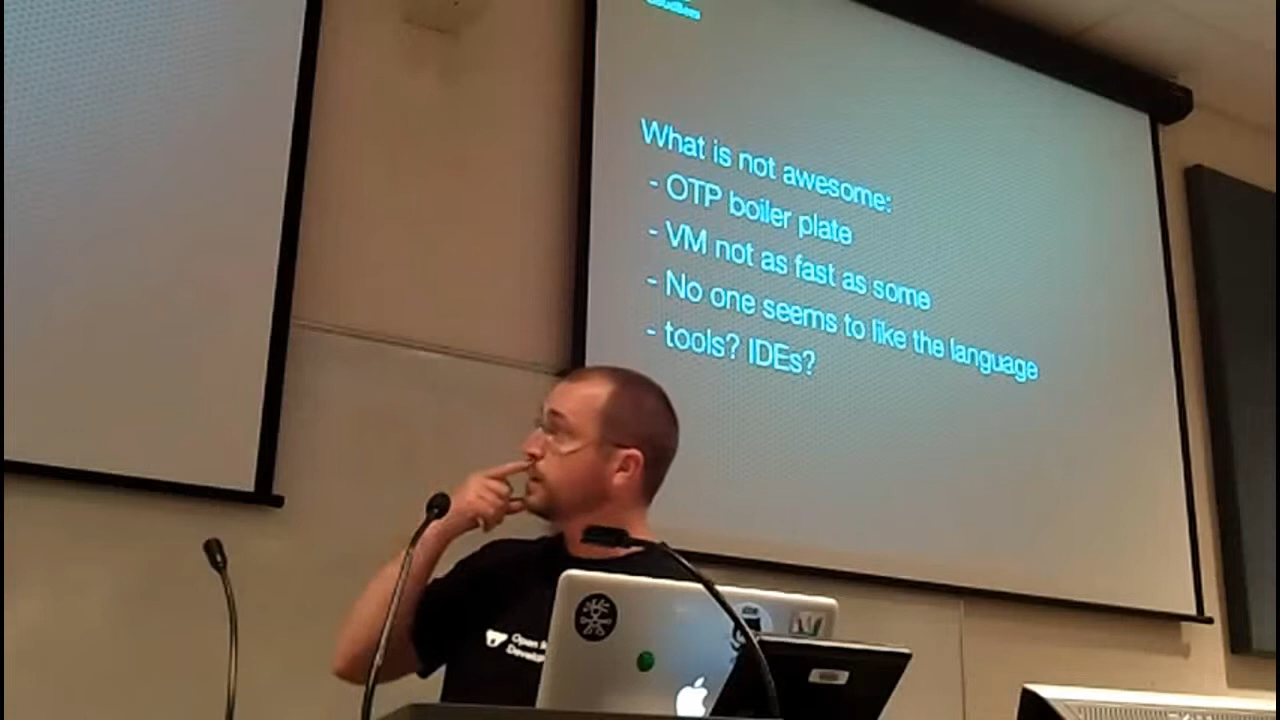 What is not awesome:
- OTP boiler plate
- VM not as fast as some
- No one seems to like the language
- tools? IDEs?
Open